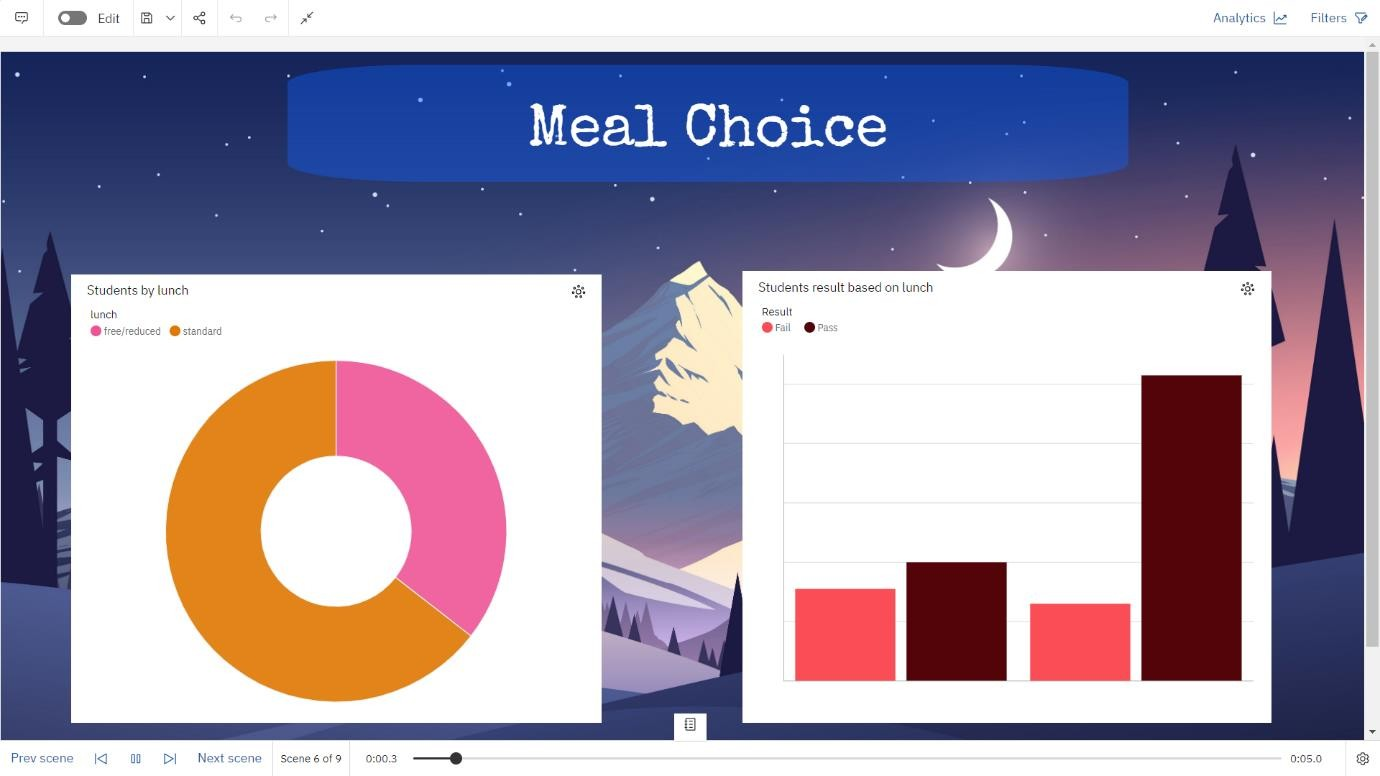 Edit
Analytics
Filters
Meal Choice
Students by lunch
lunch
free/reduced standard
Students result based on lunch
Result
Fail Pass
Prev scene
Next scene
Scene 6 of 9
0:00.3
0:05.0